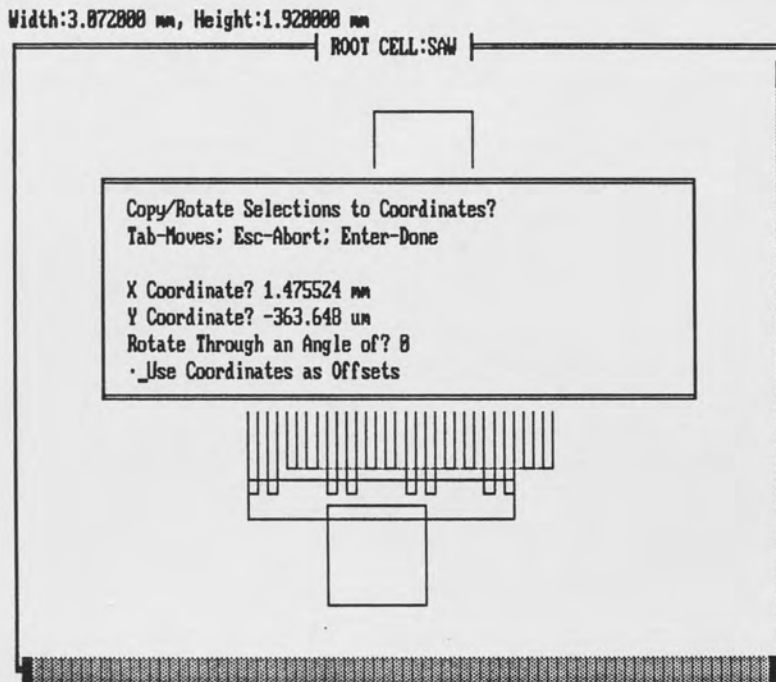 Width:3.072000 mm, Height:1.920000 mm
ROOT CELL:SAW
Copy/Rotate Selections to Coordinates?
Tab-Moves; Esc-Abort; Enter-Done
X Coordinate? 1.475524 mm
Y Coordinate? -363.648 um
Rotate Through an Angle of? 0
·_Use Coordinates as Offsets